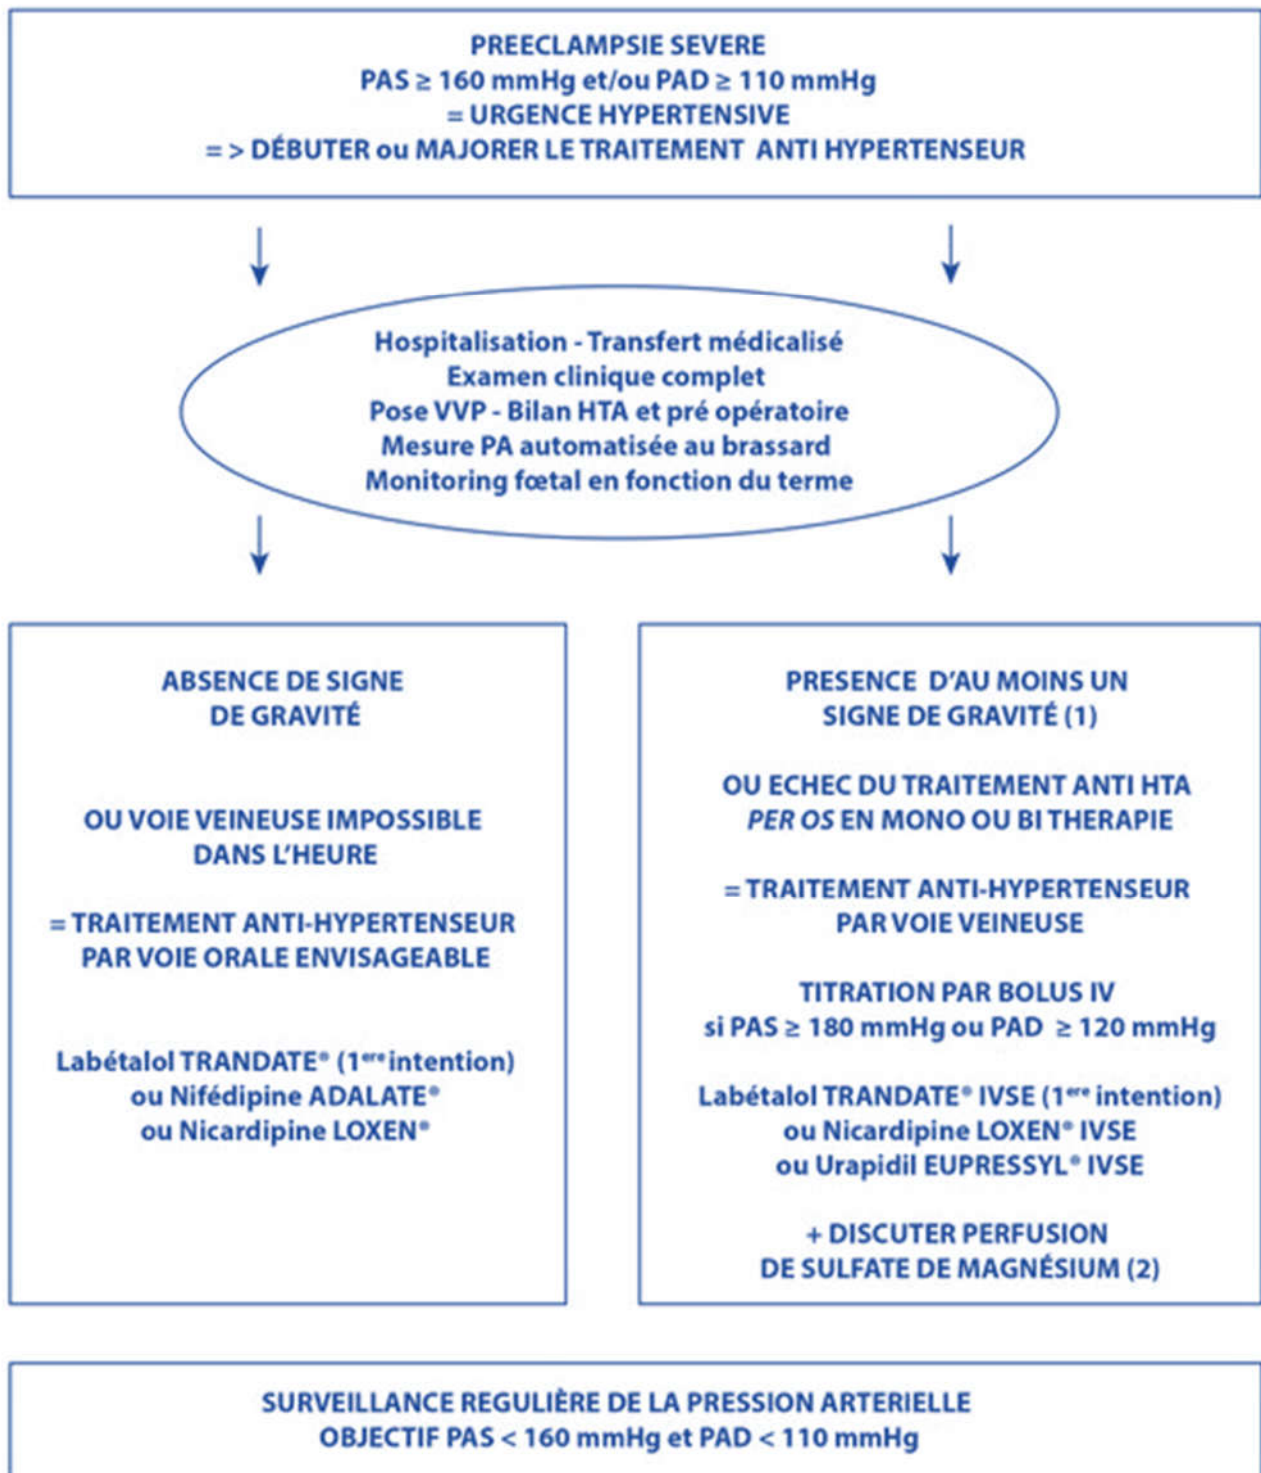 PREECLAMPSIE SEVERE
PAS ≥ 160 mmHg et/ou PAD ≥ 110 mmHg
= URGENCE HYPERTENSIVE
= > DÉBUTER ou MAJORER LE TRAITEMENT ANTI HYPERTENSEUR
Hospitalisation - Transfert médicalisé
Examen clinique complet
Pose VVP - Bilan HTA et pré opératoire
Mesure PA automatisée au brassard
Monitoring fœtal en fonction du terme
ABSENCE DE SIGNE
DE GRAVITÉ
OU VOIE VEINEUSE IMPOSSIBLE
DANS L'HEURE
= TRAITEMENT ANTI-HYPERTENSEUR
PAR VOIE ORALE ENVISAGEABLE
Labétalol TRANDATE® (1ere intention)
ou Nifédipine ADALATE®
ou Nicardipine LOXEN®
PRESENCE D'AU MOINS UN
SIGNE DE GRAVITÉ (1)
OU ECHEC DU TRAITEMENT ANTI HTA
PER OS EN MONO OU BI THERAPIE
= TRAITEMENT ANTI-HYPERTENSEUR
PAR VOIE VEINEUSE
TITRATION PAR BOLUS IV
si PAS ≥ 180 mmHg ou PAD ≥ 120 mmHg
Labétalol TRANDATE® IVSE (1ere intention)
ou Nicardipine LOXEN® IVSE
ou Urapidil EUPRESSYL® IVSE
+ DISCUTER PERFUSION
DE SULFATE DE MAGNÉSIUM (2)
SURVEILLANCE REGULIÈRE DE LA PRESSION ARTERIELLE
OBJECTIF PAS < 160 mmHg et PAD < 110 mmHg